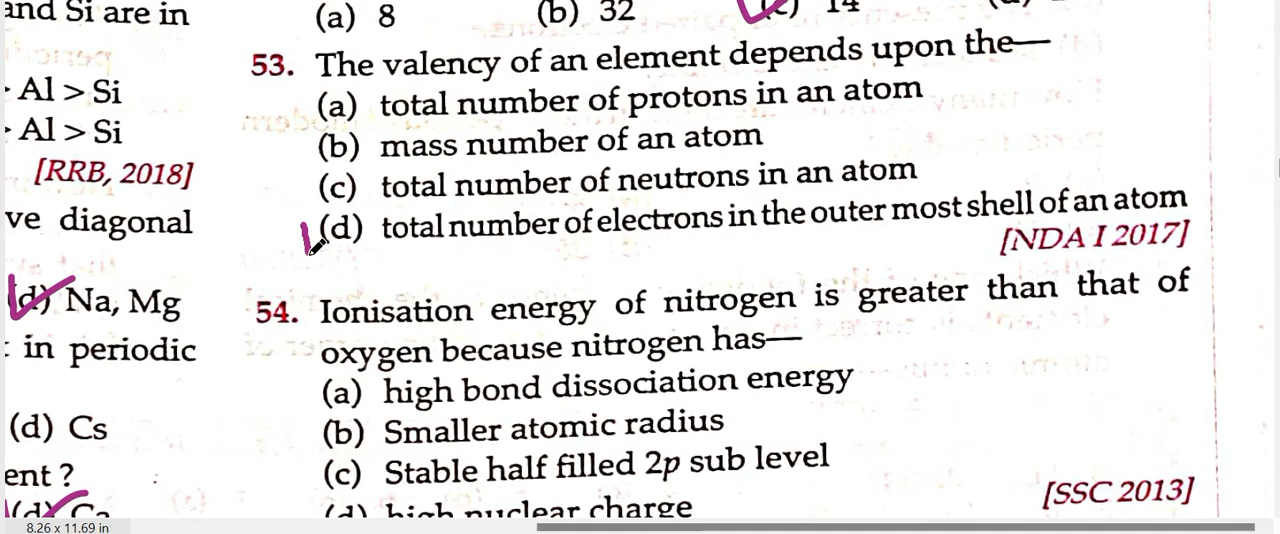 and Si are in
Al > Si
Al > Si
[RRB, 2018]
ve diagonal
(d) Na, Mg
in periodic
(d) Cs
ent ?
(d) Ca
(a) 8 (b) 32 (c) 14
53. The valency of an element depends upon the—
(a) total number of protons in an atom
(b) mass number of an atom
(c) total number of neutrons in an atom
(d) total number of electrons in the outer most shell of an atom
[NDA I 2017]
54. Ionisation energy of nitrogen is greater than that of
oxygen because nitrogen has—
(a) high bond dissociation energy
(b) Smaller atomic radius
(c) Stable half filled 2p sub level
(d) high nuclear charge
[SSC 2013]
8.26 x 11.69 in